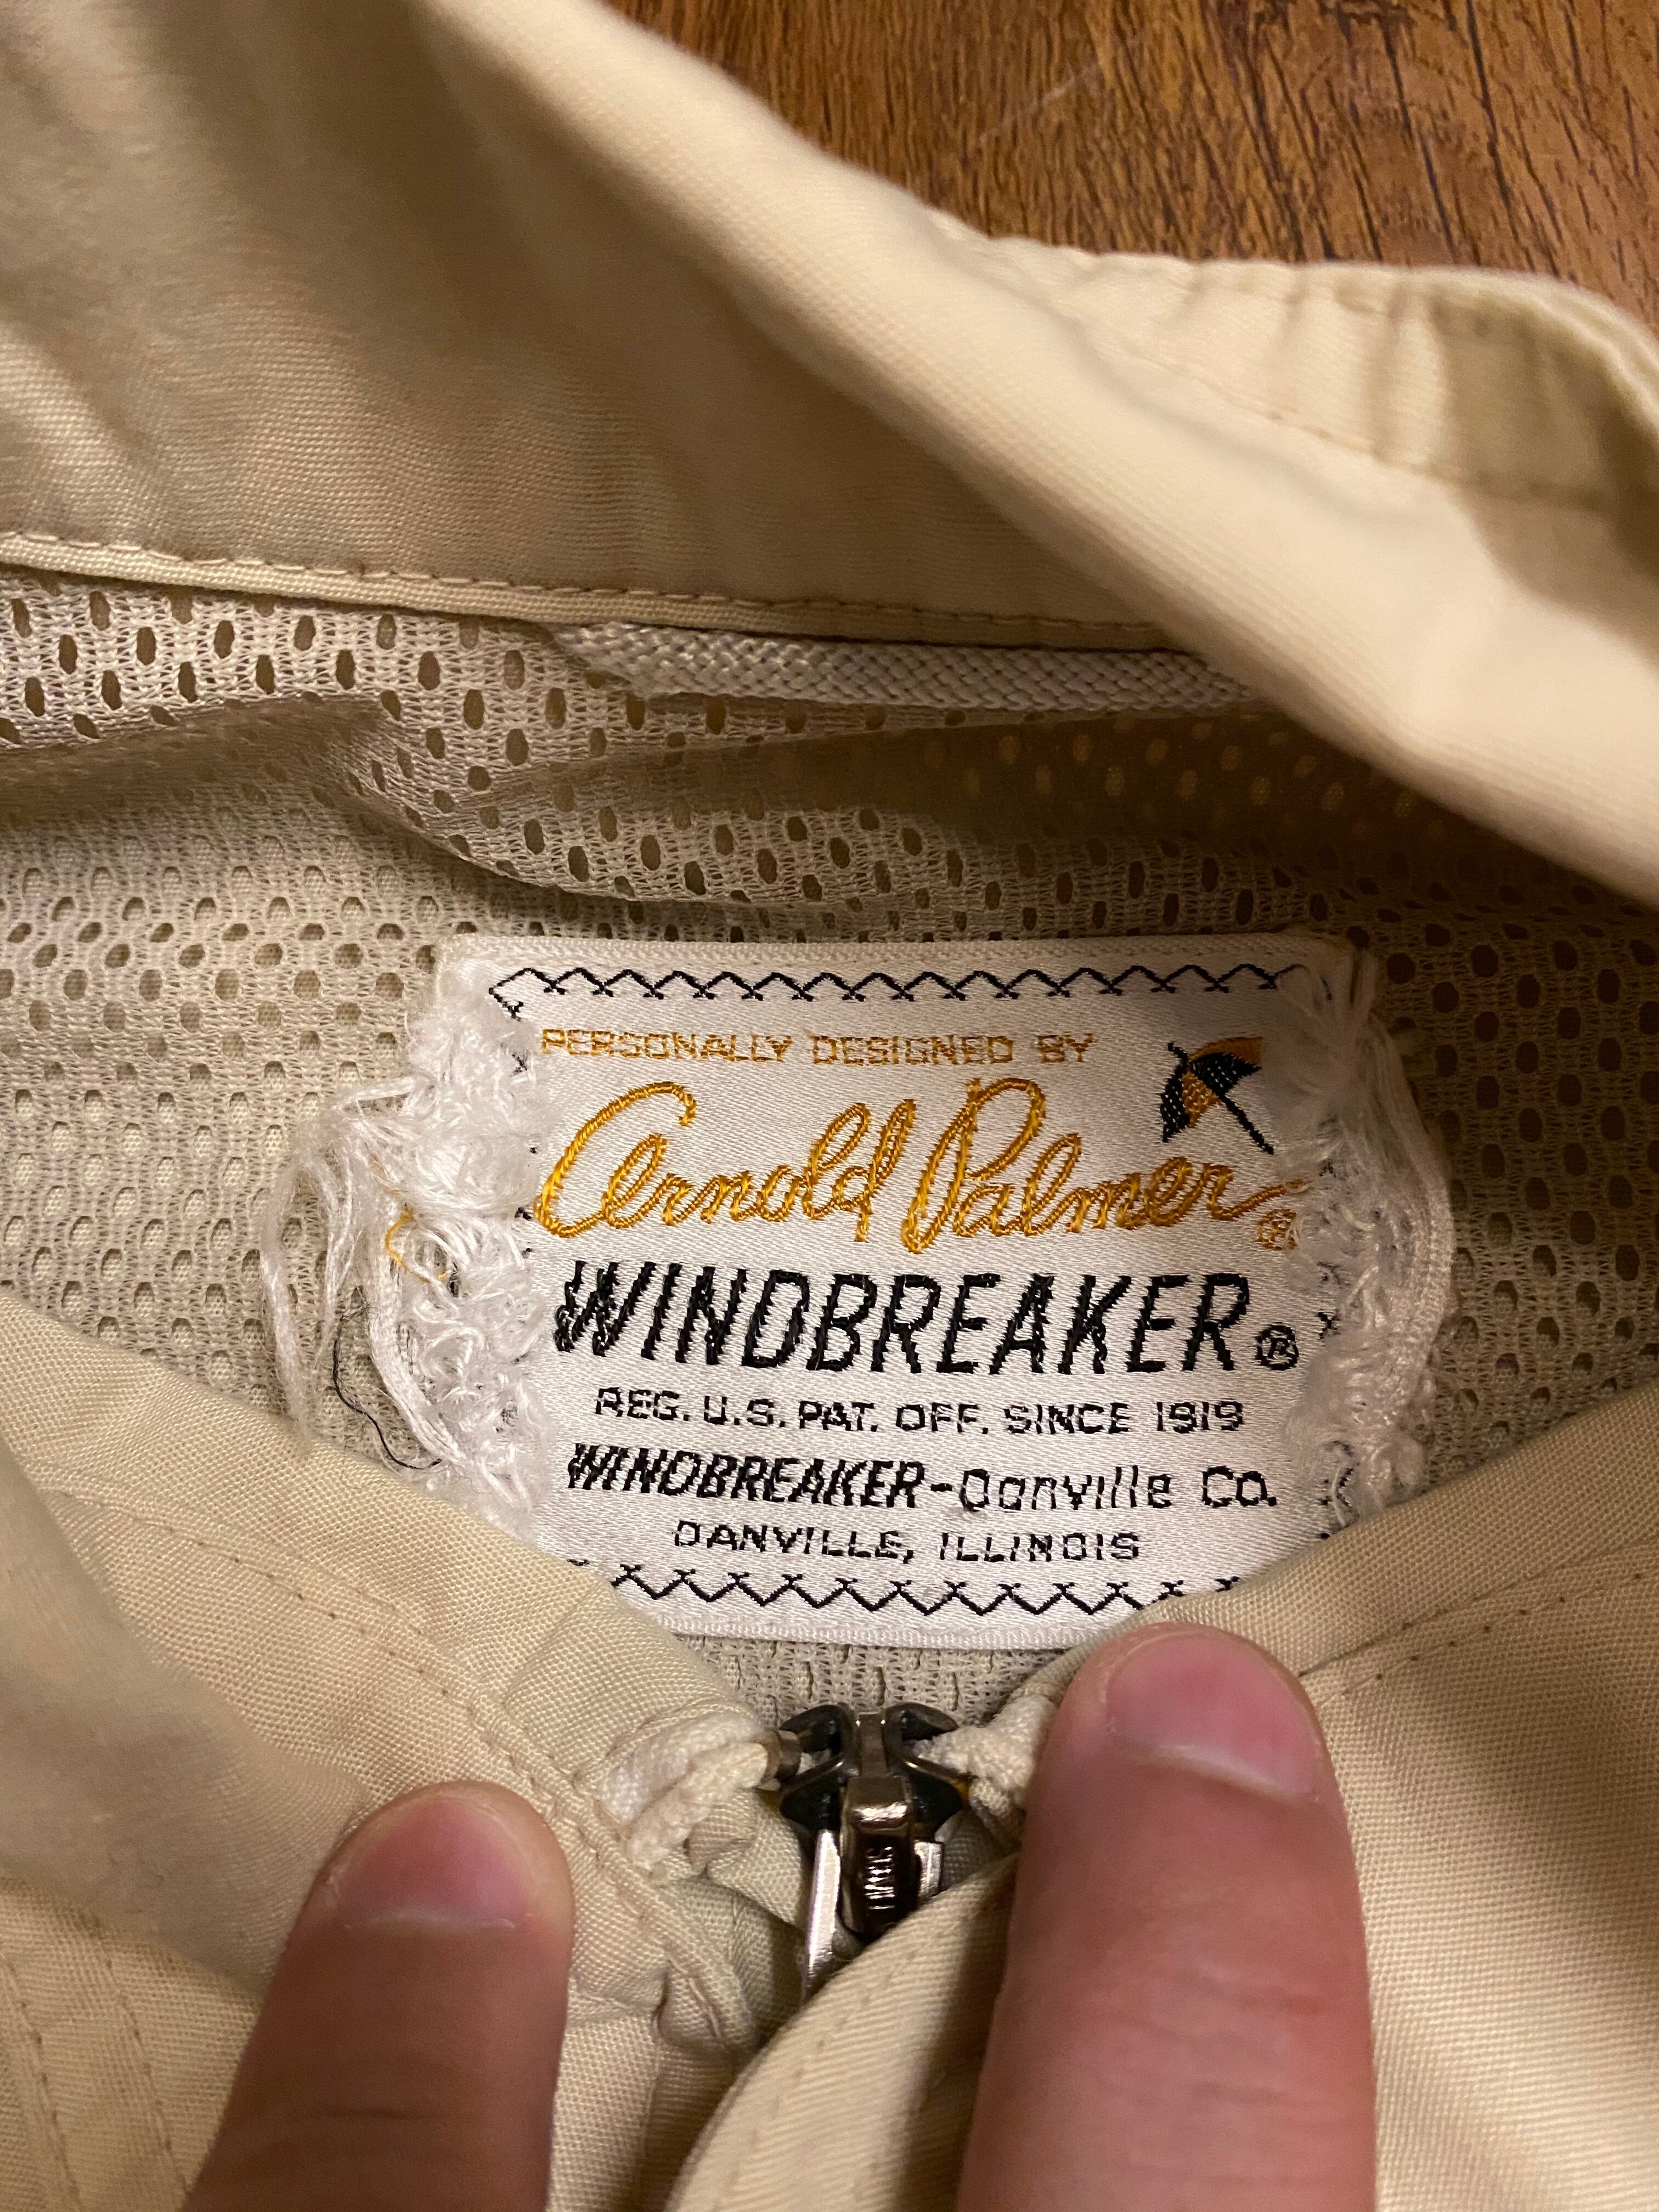 PERSONALLY DESIGNED BY
Arnold Palmer ®
WINDBREAKER®
REG. U.S. PAT. OFF. SINCE 1919
WINDBREAKER-Danville Co.
DANVILLE, ILLINOIS